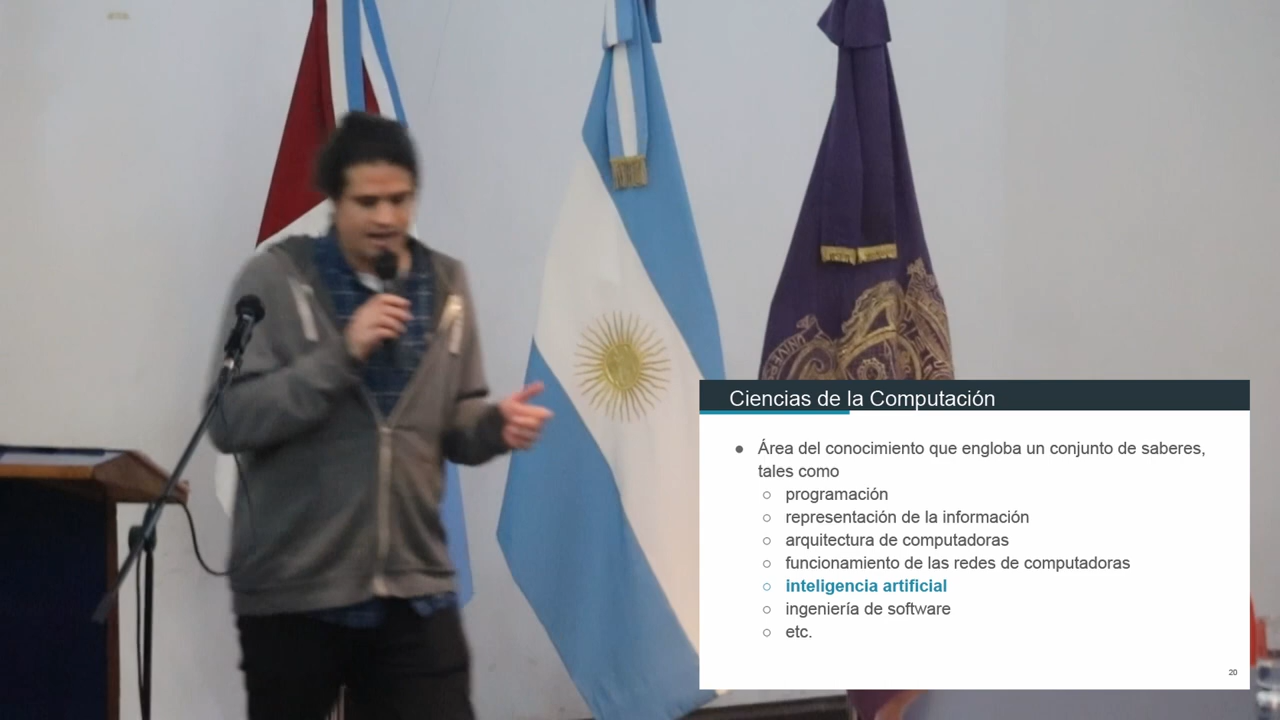 Ciencias de la Computación
● Área del conocimiento que engloba un conjunto de saberes,
tales como
○ programación
○ representación de la información
○ arquitectura de computadoras
○ funcionamiento de las redes de computadoras
○ inteligencia artificial
○ ingeniería de software
○ etc.
20